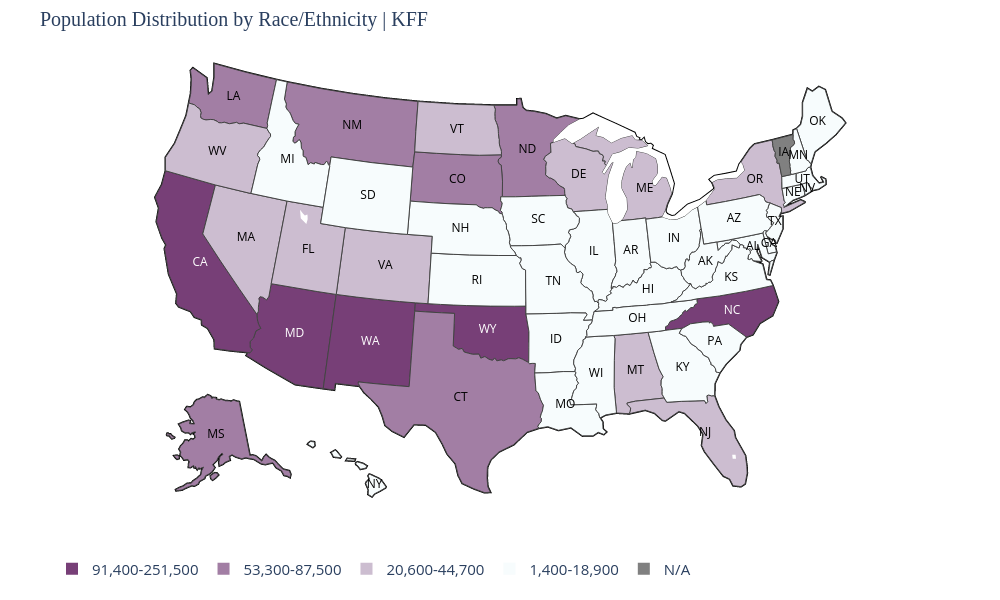 Population Distribution by Race/Ethnicity | KFF
OK
LA
NM
VT
ND
WV
MI
IA
MN
CO
SD
DE
ME
OR
UT
NE
NV
SC
AZ
TX
NH
MA
FL
VA
IL
AR
IN
AL
GA
CA
RI
TN
AK
KS
HI
MD
WA
WY
NC
OH
ID
PA
WI
MT
KY
CT
MO
MS
NJ
NY
91,400-251,500
53,300-87,500
20,600-44,700
1,400-18,900
N/A